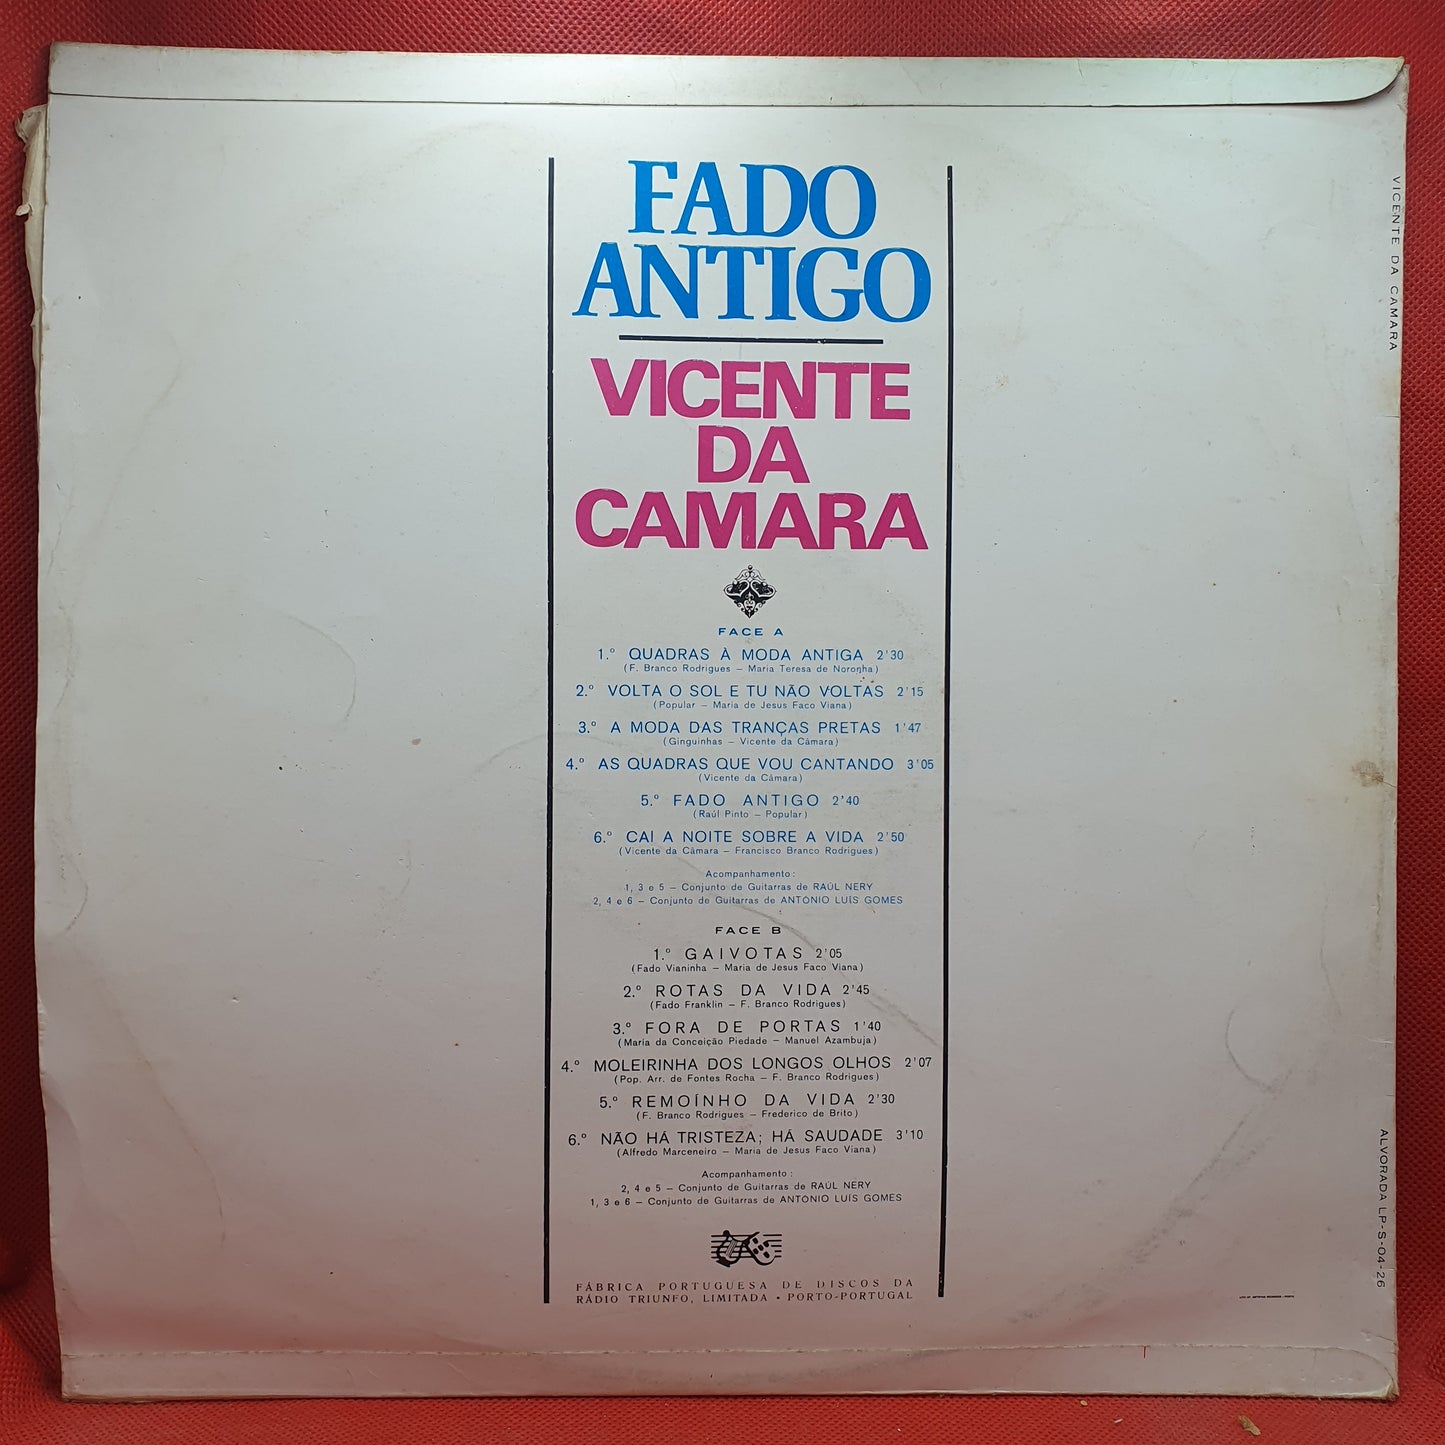 FADO
ANTIGO
VICENTE
DA
CAMARA
FACE A
1.º QUADRAS À MODA ANTIGA 2'30
(F. Branco Rodrigues — Maria Teresa de Noronha)
2.º VOLTA O SOL E TU NÃO VOLTAS 2'15
(Popular — Maria de Jesus Faco Viana)
3.º A MODA DAS TRANÇAS PRETAS 1'47
(Ginguinhas — Vicente da Câmara)
4.º AS QUADRAS QUE VOU CANTANDO 3'05
(Vicente da Câmara)
5.º FADO ANTIGO 2'40
(Raúl Pinto — Popular)
6.º CAI A NOITE SOBRE A VIDA 2'50
(Vicente da Câmara — Francisco Branco Rodrigues)
Acompanhamento:
1, 3 e 5 — Conjunto de Guitarras de RAÚL NERY
2, 4 e 6 — Conjunto de Guitarras de ANTÓNIO LUÍS GOMES
FACE B
1.º GAIVOTAS 2'05
(Fado Vianinha — Maria de Jesus Faco Viana)
2.º ROTAS DA VIDA 2'45
(Fado Franklin — F. Branco Rodrigues)
3.º FORA DE PORTAS 1'40
(Maria da Conceição Piedade — Manuel Azambuja)
4.º MOLEIRINHA DOS LONGOS OLHOS 2'07
(Pop. Arr. de Fontes Rocha — F. Branco Rodrigues)
5.º REMOÍNHO DA VIDA 2'30
(F. Branco Rodrigues — Frederico de Brito)
6.º NÃO HÁ TRISTEZA; HÁ SAUDADE 3'10
(Alfredo Marceneiro — Maria de Jesus Faco Viana)
Acompanhamento:
2, 4 e 5 — Conjunto de Guitarras de RAÚL NERY
1, 3 e 6 — Conjunto de Guitarras de ANTÓNIO LUÍS GOMES
FÁBRICA PORTUGUESA DE DISCOS DA
RÁDIO TRIUNFO, LIMITADA • PORTO-PORTUGAL
VICENTE DA CAMARA
ALVORADA LP-S-04-26